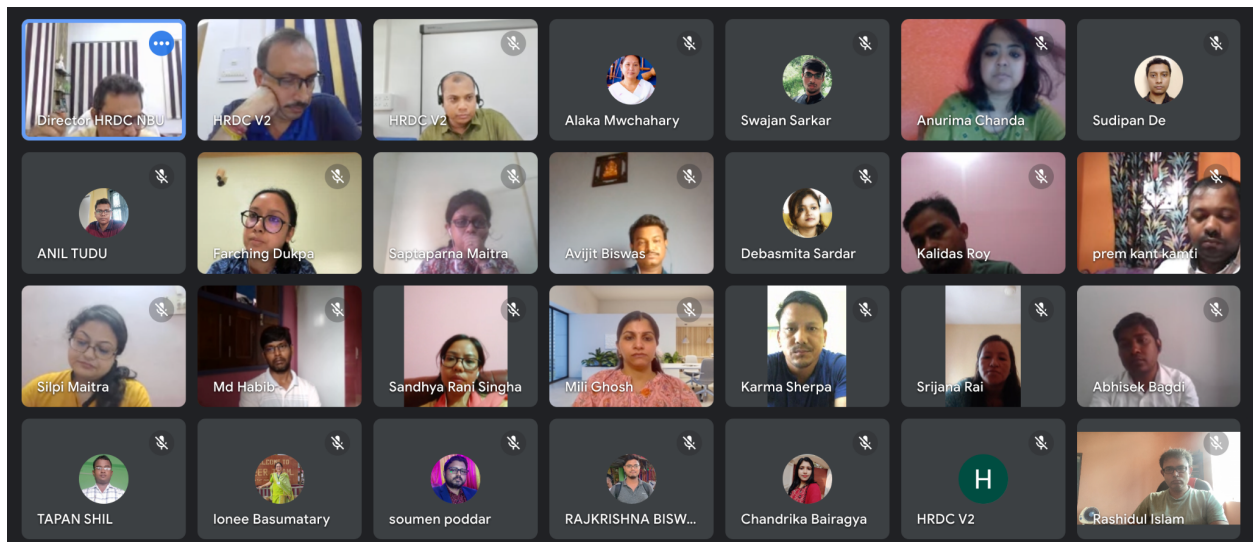 Director HRDC NBU
HRDC V2
HRDC V2
Alaka Mwchahary
Swajan Sarkar
Anurima Chanda
Sudipan De
ANIL TUDU
Farching Dukpa
Saptaparna Maitra
Avijit Biswas
Debasmita Sardar
Kalidas Roy
prem kant kamti
Silpi Maitra
Md Habib
Sandhya Rani Singha
Mili Ghosh
Karma Sherpa
Srijana Rai
Abhisek Bagdi
TAPAN SHIL
Ionee Basumatary
soumen poddar
RAJKRISHNA BISW...
Chandrika Bairagya
H
HRDC V2
Rashidul Islam